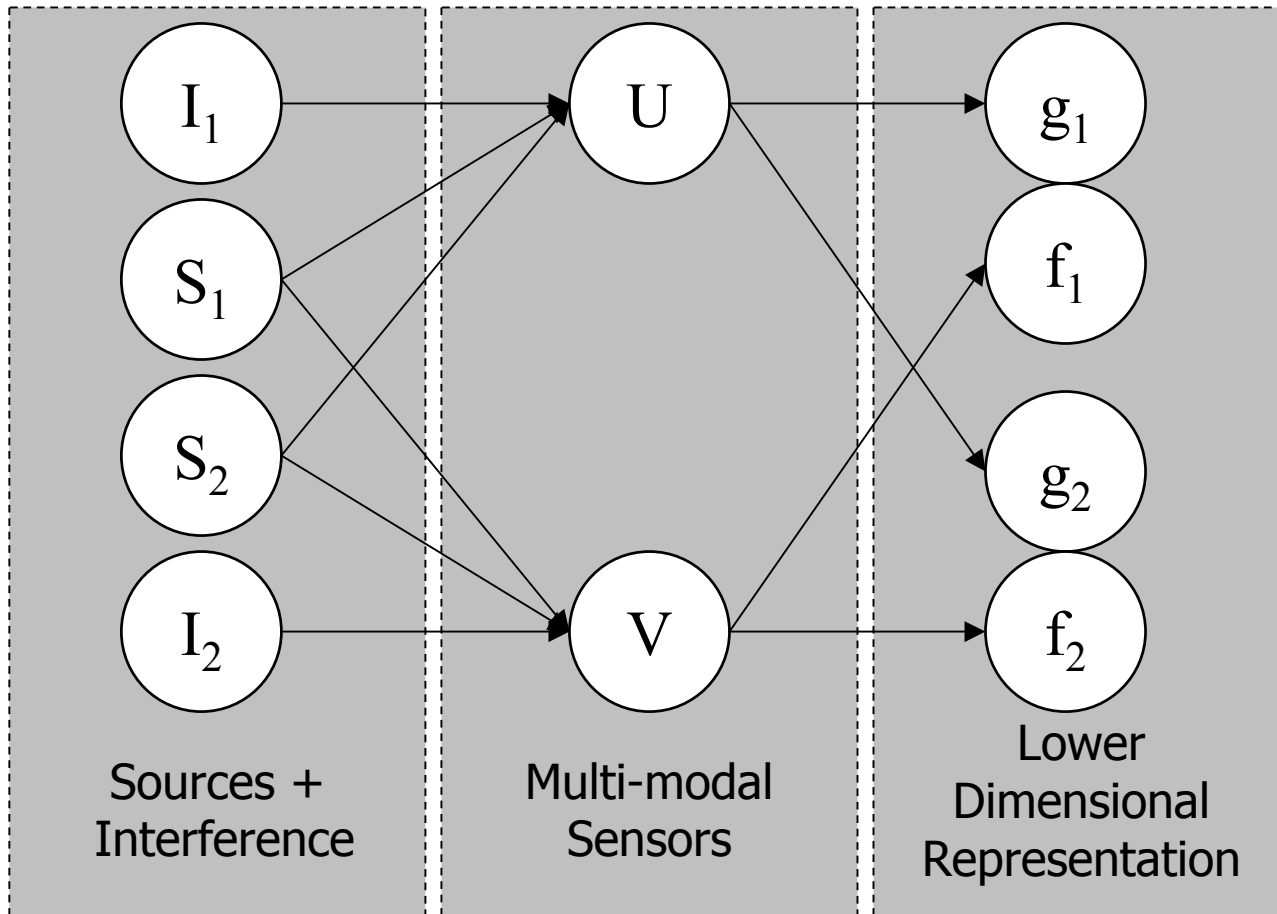 I₁
S₁
S₂
I₂
Sources +
Interference
U
V
Multi-modal
Sensors
g₁
f₁
g₂
f₂
Lower
Dimensional
Representation